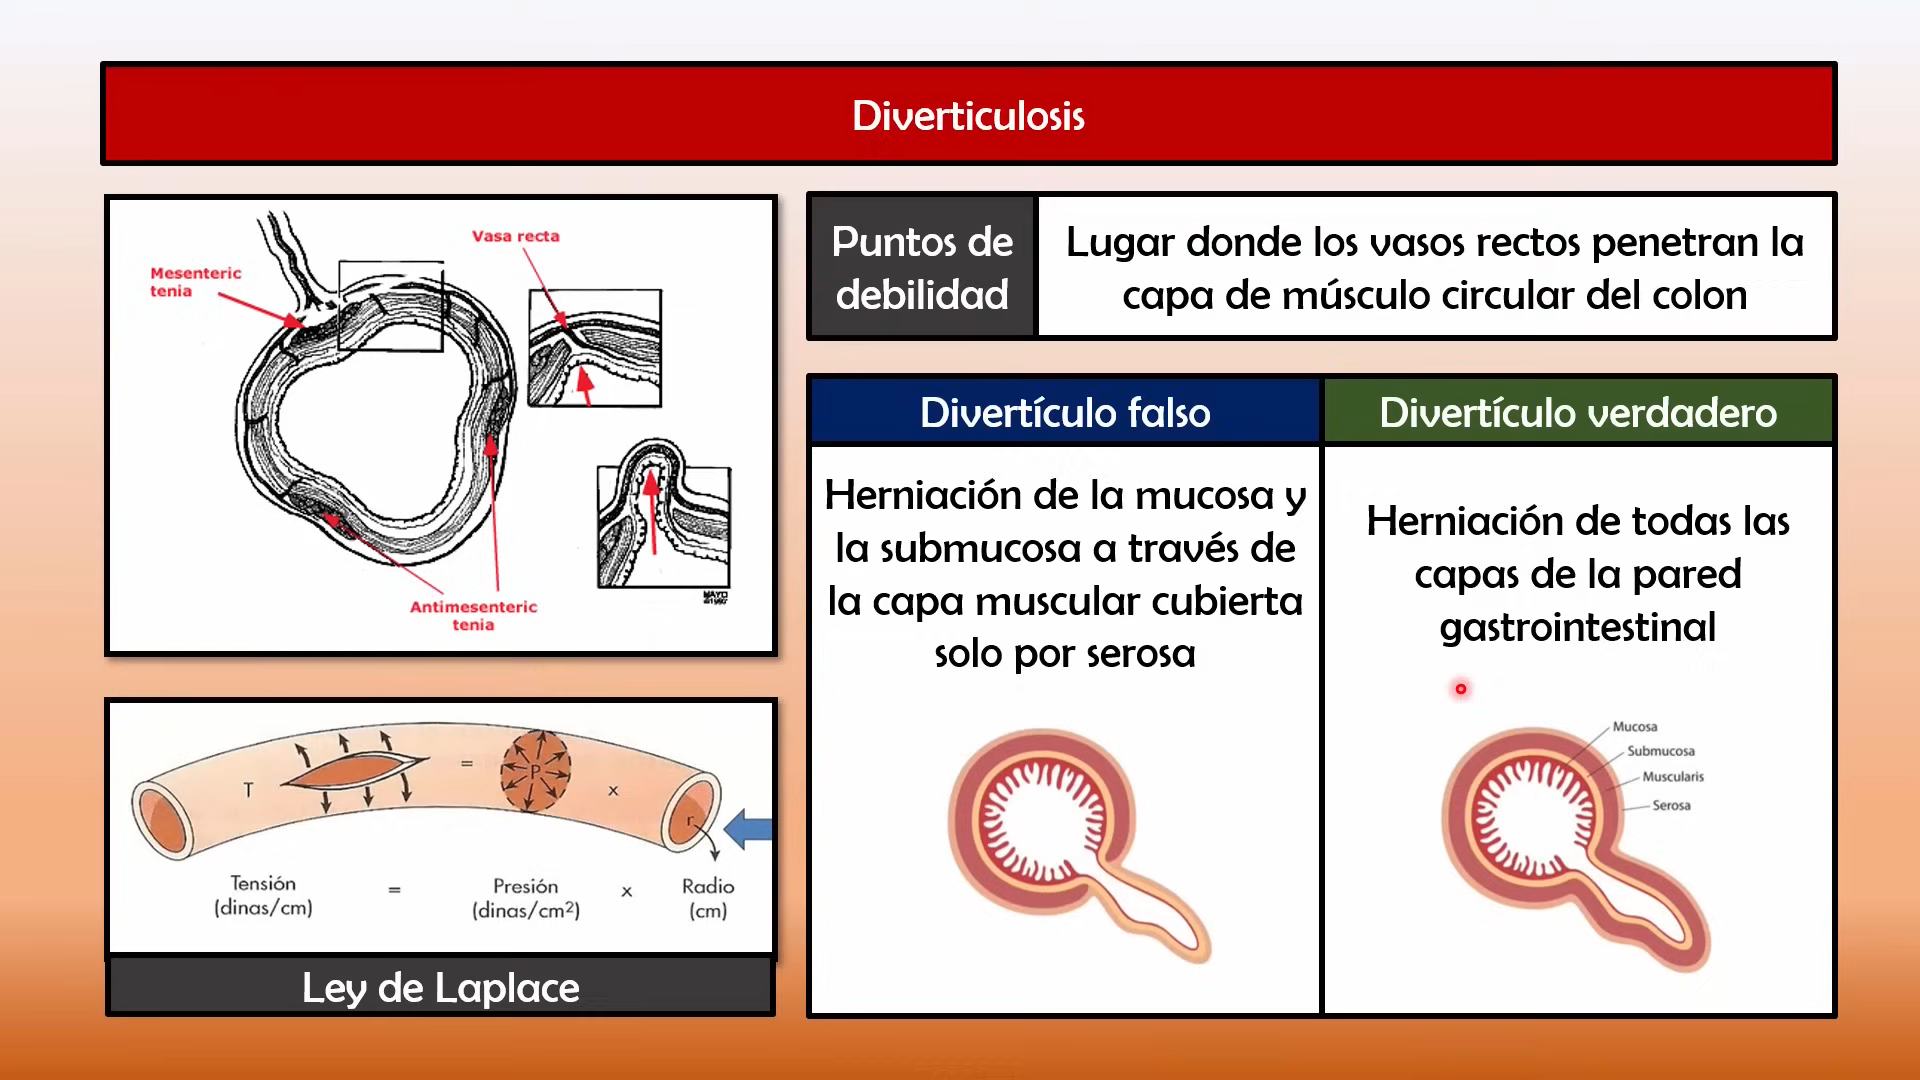 Diverticulosis
Vasa recta
Mesenteric
tenia
Antimesenteric
tenia
MAYO
©1997
Puntos de
debilidad
Lugar donde los vasos rectos penetran la
capa de músculo circular del colon
Divertículo falso
Herniación de la mucosa y
la submucosa a través de
la capa muscular cubierta
solo por serosa
Divertículo verdadero
Herniación de todas las
capas de la pared
gastrointestinal
Mucosa
Submucosa
Muscularis
Serosa
T = P x r
Tensión = Presión x Radio
(dinas/cm) (dinas/cm²) (cm)
Ley de Laplace